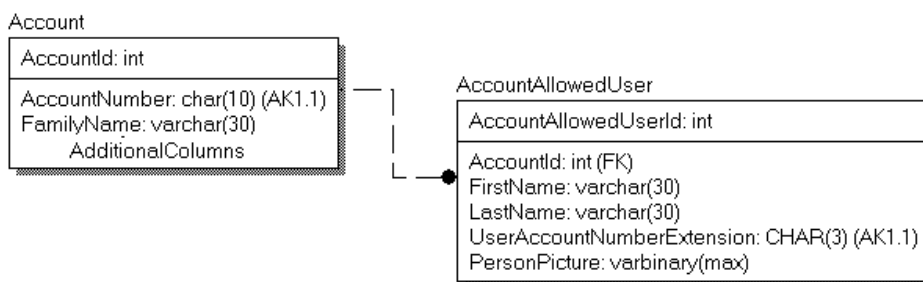 Account
AccountId: int
AccountNumber: char(10) (AK1.1)
FamilyName: varchar(30)
AdditionalColumns
AccountAllowedUser
AccountAllowedUserId: int
AccountId: int (FK)
FirstName: varchar(30)
LastName: varchar(30)
UserAccountNumberExtension: CHAR(3) (AK1.1)
PersonPicture: varbinary(max)